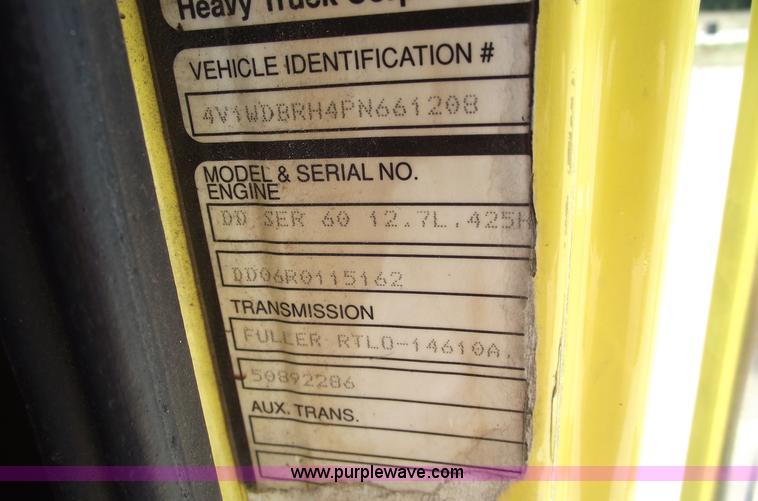 Heavy Truck
VEHICLE IDENTIFICATION #
4V1WDBRH4PN661208
MODEL & SERIAL NO.
ENGINE
DD SER 60 12.7L.425H
DD06R0115162
TRANSMISSION
FULLER RTLO-14610A.
50892286
AUX. TRANS.
www.purplewave.com